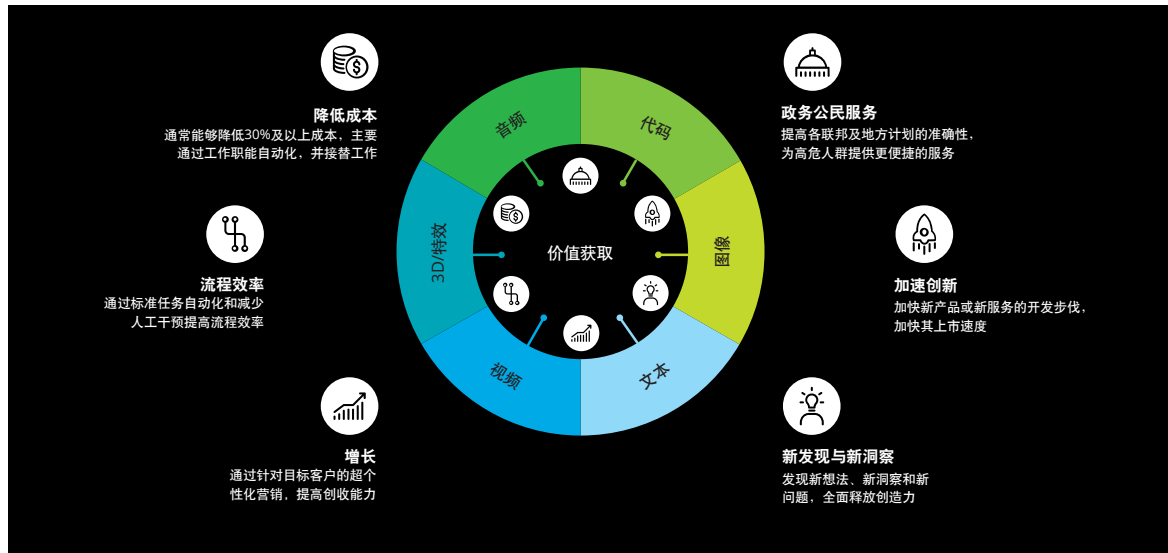 降低成本
通常能够降低30%及以上成本，主要
通过工作职能自动化，并接替工作
流程效率
通过标准任务自动化和减少
人工干预提高流程效率
增长
通过针对目标客户的超个
性化营销，提高创收能力
音频
代码
3D/特效
价值获取
图像
视频
文本
政务公民服务
提高各联邦及地方计划的准确性，
为高危人群提供更便捷的服务
加速创新
加快新产品或新服务的开发步伐，
加快其上市速度
新发现与新洞察
发现新想法、新洞察和新
问题，全面释放创造力